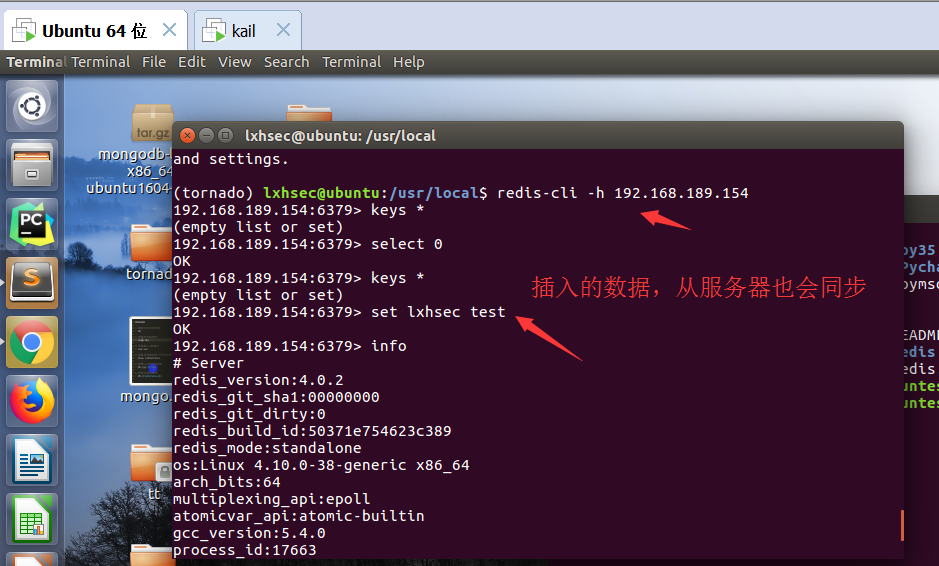 Ubuntu 64 位
kail
Terminal Terminal File Edit View Search Terminal Help
tar.gz
mongodb-
x86_64
ubuntu1604-
PC
tornad
mongo.
tt
lxhsec@ubuntu: /usr/local
and settings.
(tornado) lxhsec@ubuntu:/usr/local$ redis-cli -h 192.168.189.154
192.168.189.154:6379> keys *
(empty list or set)
192.168.189.154:6379> select 0
OK
192.168.189.154:6379> keys *
(empty list or set)
插入的数据，从服务器也会同步
192.168.189.154:6379> set lxhsec test
OK
192.168.189.154:6379> info
# Server
redis_version:4.0.2
redis_git_sha1:00000000
redis_git_dirty:0
redis_build_id:50371e754623c389
redis_mode:standalone
os:Linux 4.10.0-38-generic x86_64
arch_bits:64
multiplexing_api:epoll
atomicvar_api:atomic-builtin
gcc_version:5.4.0
process_id:17663
py35
Pycha
pymso
EADME
edis
edis
untes
untes